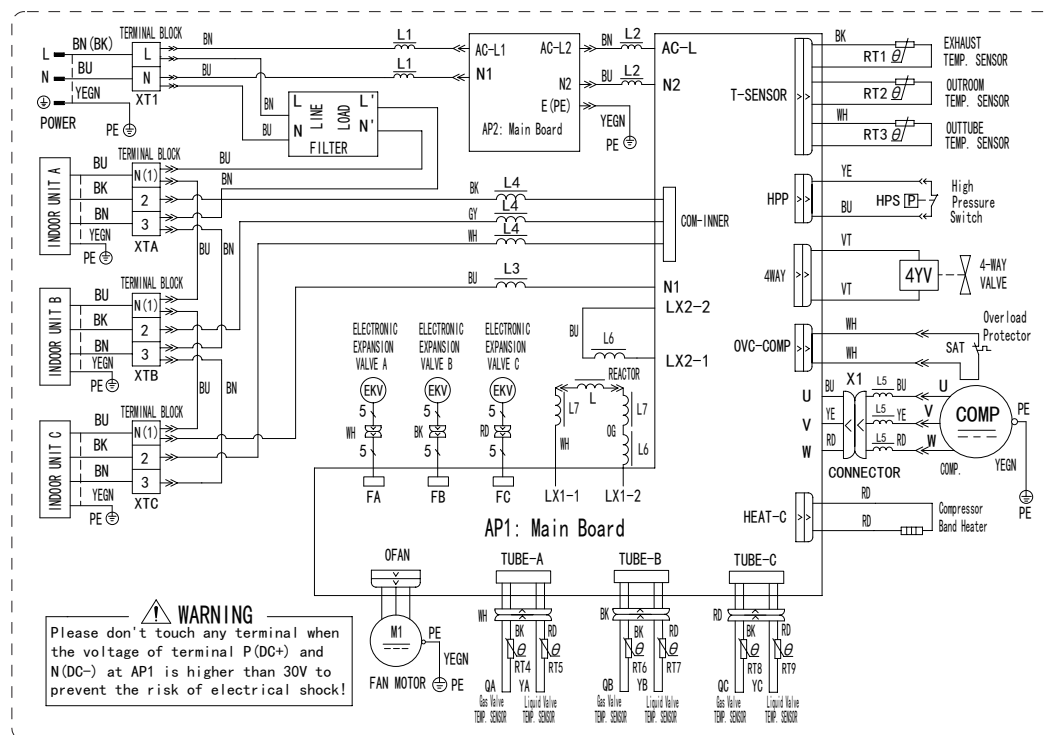 TERMINAL BLOCK
L
BN (BK)
L
BN
L1
AC-L1
AC-L2
BN
L2
AC-L
N
BU
N
BU
L1
N1
N2
BU
L2
N2
YEGN
XT1
E (PE)
YEGN
POWER
PE
PE
AP2: Main Board
BN
BU
L
LINE
LOAD
L'
N
N'
FILTER
BK
RT1
θ
EXHAUST
TEMP. SENSOR
T-SENSOR
RT2
θ
OUTROOM
TEMP. SENSOR
WH
RT3
θ
OUTTUBE
TEMP. SENSOR
HPP
YE
BU
HPS
P
High
Pressure
Switch
4WAY
VT
VT
4YV
4-WAY
VALVE
OVC-COMP
WH
WH
SAT
Overload
Protector
U
BU
X1
L5
BU
U
V
YE
L5
YE
V
W
RD
L5
RD
W
CONNECTOR
COMP
COMP.
PE
YEGN
PE
HEAT-C
RD
RD
Compressor
Band Heater
INDOOR UNIT A
TERMINAL BLOCK
BU
N(1)
BK
2
BN
3
YEGN
XTA
PE
BU
BN
BU
BN
INDOOR UNIT B
TERMINAL BLOCK
BU
N(1)
BK
2
BN
3
YEGN
XTB
PE
BU
BN
INDOOR UNIT C
TERMINAL BLOCK
BU
N(1)
BK
2
BN
3
YEGN
XTC
PE
BK
L4
GY
L4
WH
L4
COM-INNER
BU
L3
N1
LX2-2
BU
L6
LX2-1
ELECTRONIC
EXPANSION
VALVE A
EKV
5
WH
5
FA
ELECTRONIC
EXPANSION
VALVE B
EKV
5
BK
5
FB
ELECTRONIC
EXPANSION
VALVE C
EKV
5
RD
5
FC
REACTOR
L
L7
WH
L7
OG
L6
LX1-1
LX1-2
AP1: Main Board
OFAN
M1
PE
YEGN
FAN MOTOR
PE
TUBE-A
WH
BK
RD
θ
RT4
θ
RT5
QA
YA
Gas Valve
TEMP. SENSOR
Liquid Valve
TEMP. SENSOR
TUBE-B
BK
BK
RD
θ
RT6
θ
RT7
QB
YB
Gas Valve
TEMP. SENSOR
Liquid Valve
TEMP. SENSOR
TUBE-C
RD
BK
RD
θ
RT8
θ
RT9
QC
YC
Gas Valve
TEMP. SENSOR
Liquid Valve
TEMP. SENSOR
WARNING
Please don't touch any terminal when
the voltage of terminal P(DC+) and
N(DC-) at AP1 is higher than 30V to
prevent the risk of electrical shock!